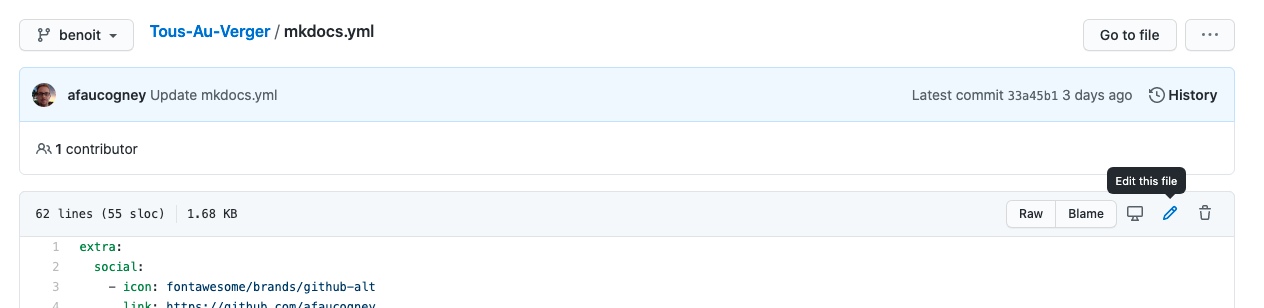 benoit
Tous-Au-Verger / mkdocs.yml
Go to file
···
afaucogney Update mkdocs.yml
Latest commit 33a45b1 3 days ago
History
1 contributor
Edit this file
62 lines (55 sloc)
1.68 KB
Raw
Blame
1 extra:
2 social:
3 - icon: fontawesome/brands/github-alt
4 link: https://github.com/afaucogney